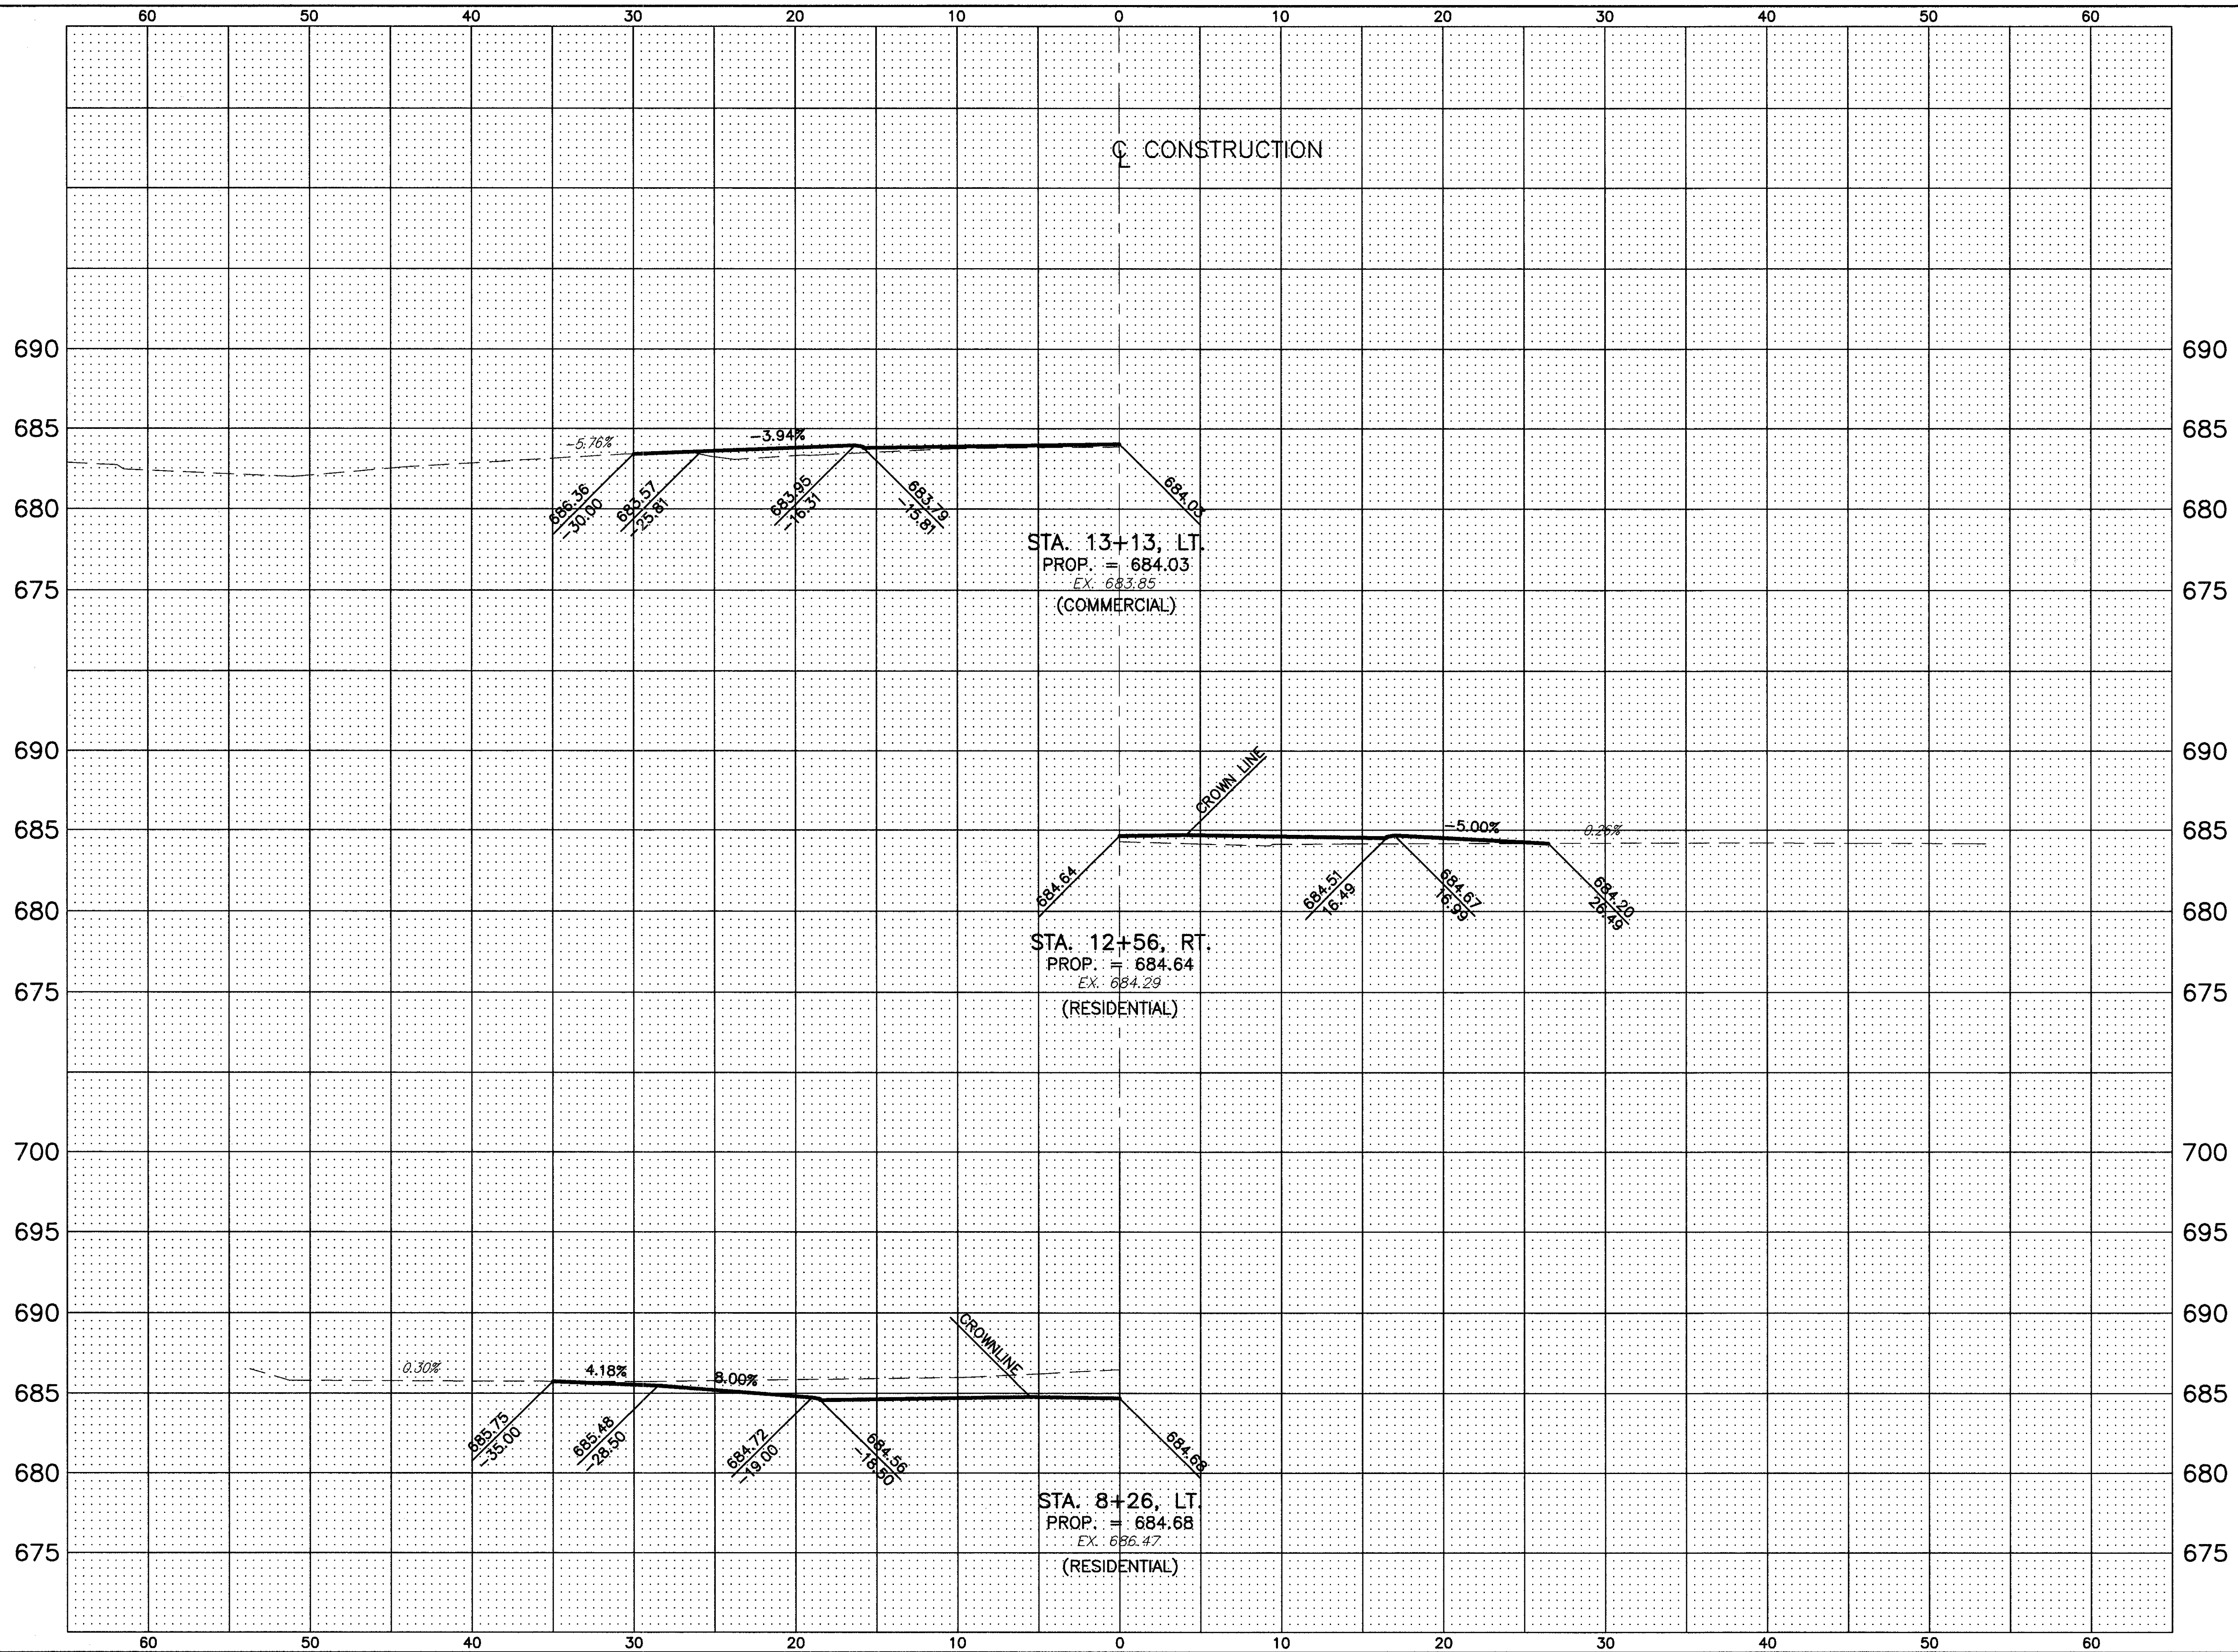 60 50 40 30 20 10 0 10 20 30 40 50 60
℄ CONSTRUCTION
690 690
685 685
-5.76%
-3.94%
680 680
686.36
-30.00
683.57
-25.81
683.95
-16.31
683.79
-15.81
684.03
STA. 13+13, LT.
PROP. = 684.03
EX. 683.85
(COMMERCIAL)
675 675
690 690
CROWN LINE
685 685
-5.00%
0.26%
684.64
684.51
16.49
684.67
16.99
684.20
26.49
680 680
STA. 12+56, RT.
PROP. = 684.64
EX. 684.29
(RESIDENTIAL)
675 675
700 700
695 695
690 690
CROWNLINE
0.30%
4.18%
8.00%
685 685
685.75
-35.00
685.48
-28.50
684.72
-19.00
684.56
-18.50
684.68
680 680
STA. 8+26, LT.
PROP. = 684.68
EX. 686.47
(RESIDENTIAL)
675 675
60 50 40 30 20 10 0 10 20 30 40 50 60